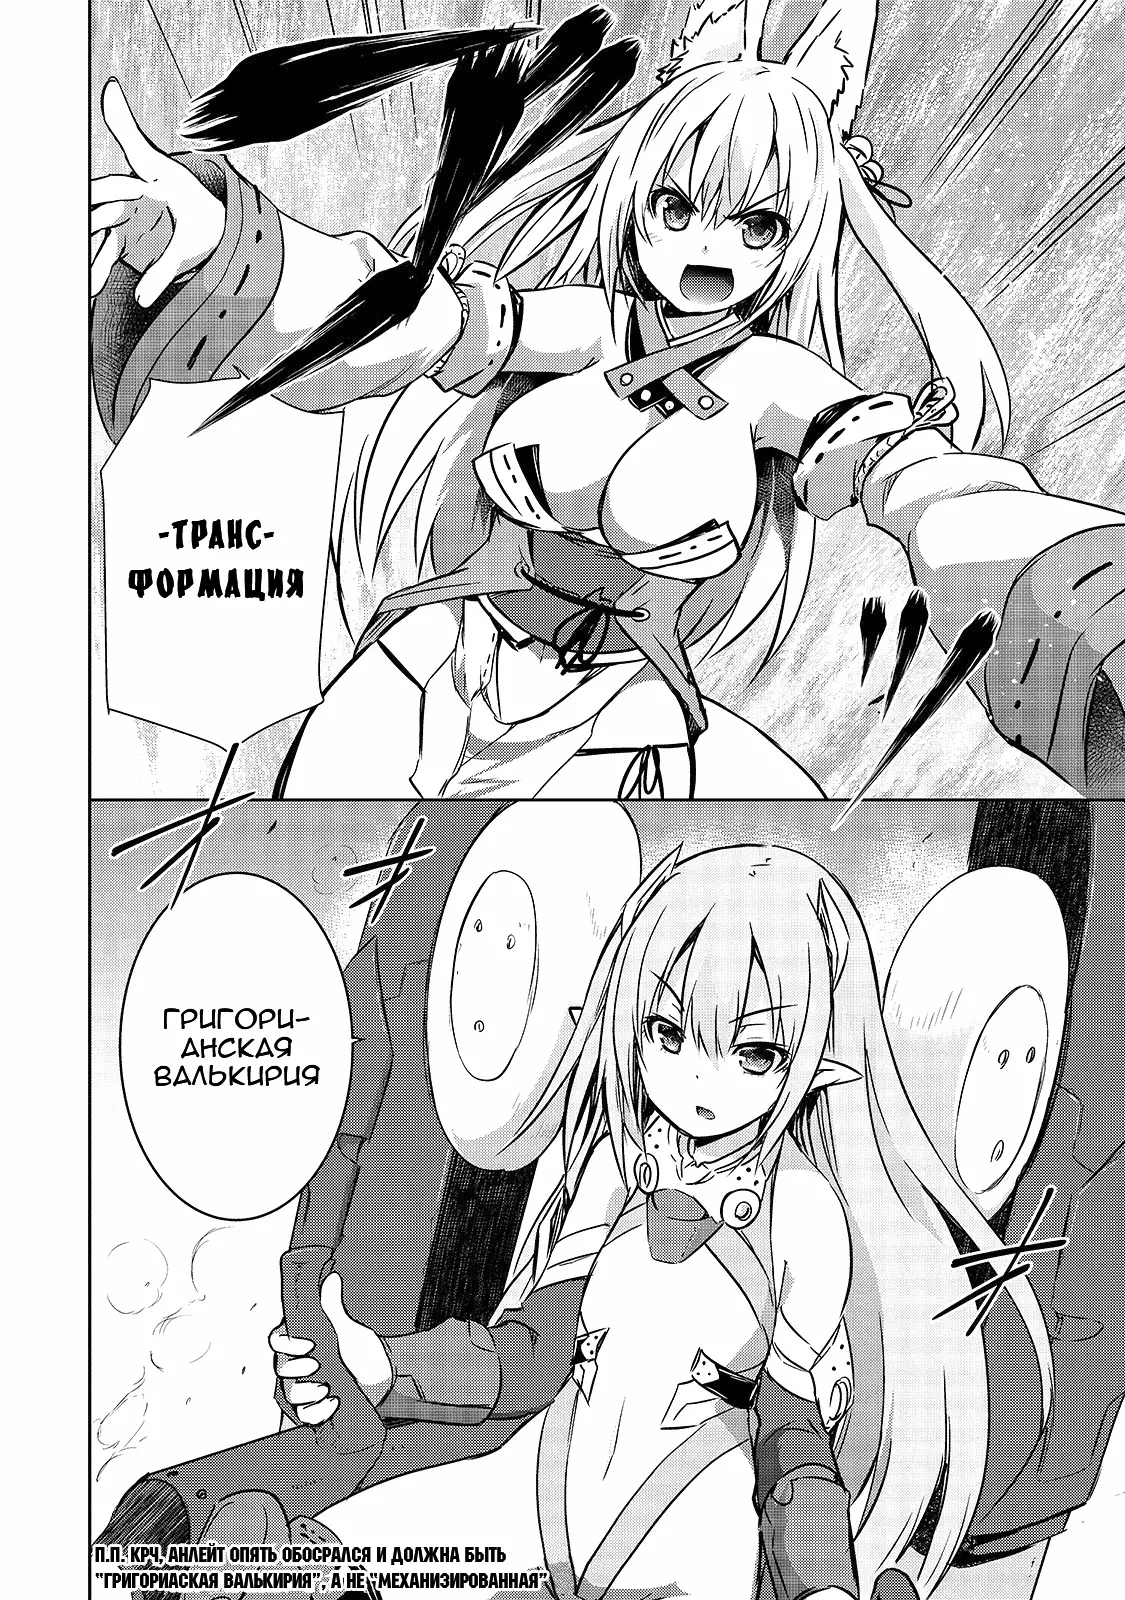 -ТРАНС-
ФОРМАЦИЯ
ГРИГОРИ-
АНСКАЯ
ВАЛЬКИРИЯ
П.П. КРЧ, АНЛЕЙТ ОПЯТЬ ОБОСРАЛСЯ И ДОЛЖНА БЫТЬ
"ГРИГОРИАСКАЯ ВАЛЬКИРИЯ", А НЕ "МЕХАНИЗИРОВАННАЯ"